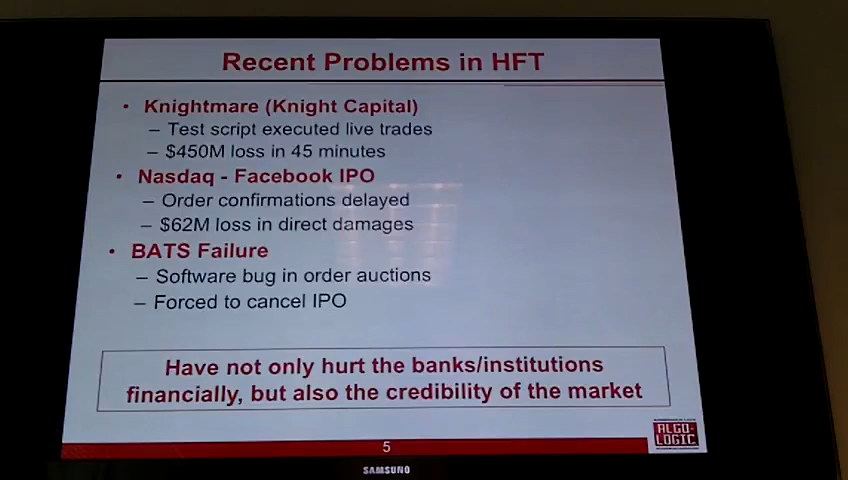 Recent Problems in HFT
• Knightmare (Knight Capital)
– Test script executed live trades
– $450M loss in 45 minutes
• Nasdaq - Facebook IPO
– Order confirmations delayed
– $62M loss in direct damages
• BATS Failure
– Software bug in order auctions
– Forced to cancel IPO
Have not only hurt the banks/institutions
financially, but also the credibility of the market
5
ALGO-
LOGIC
SAMSUNG